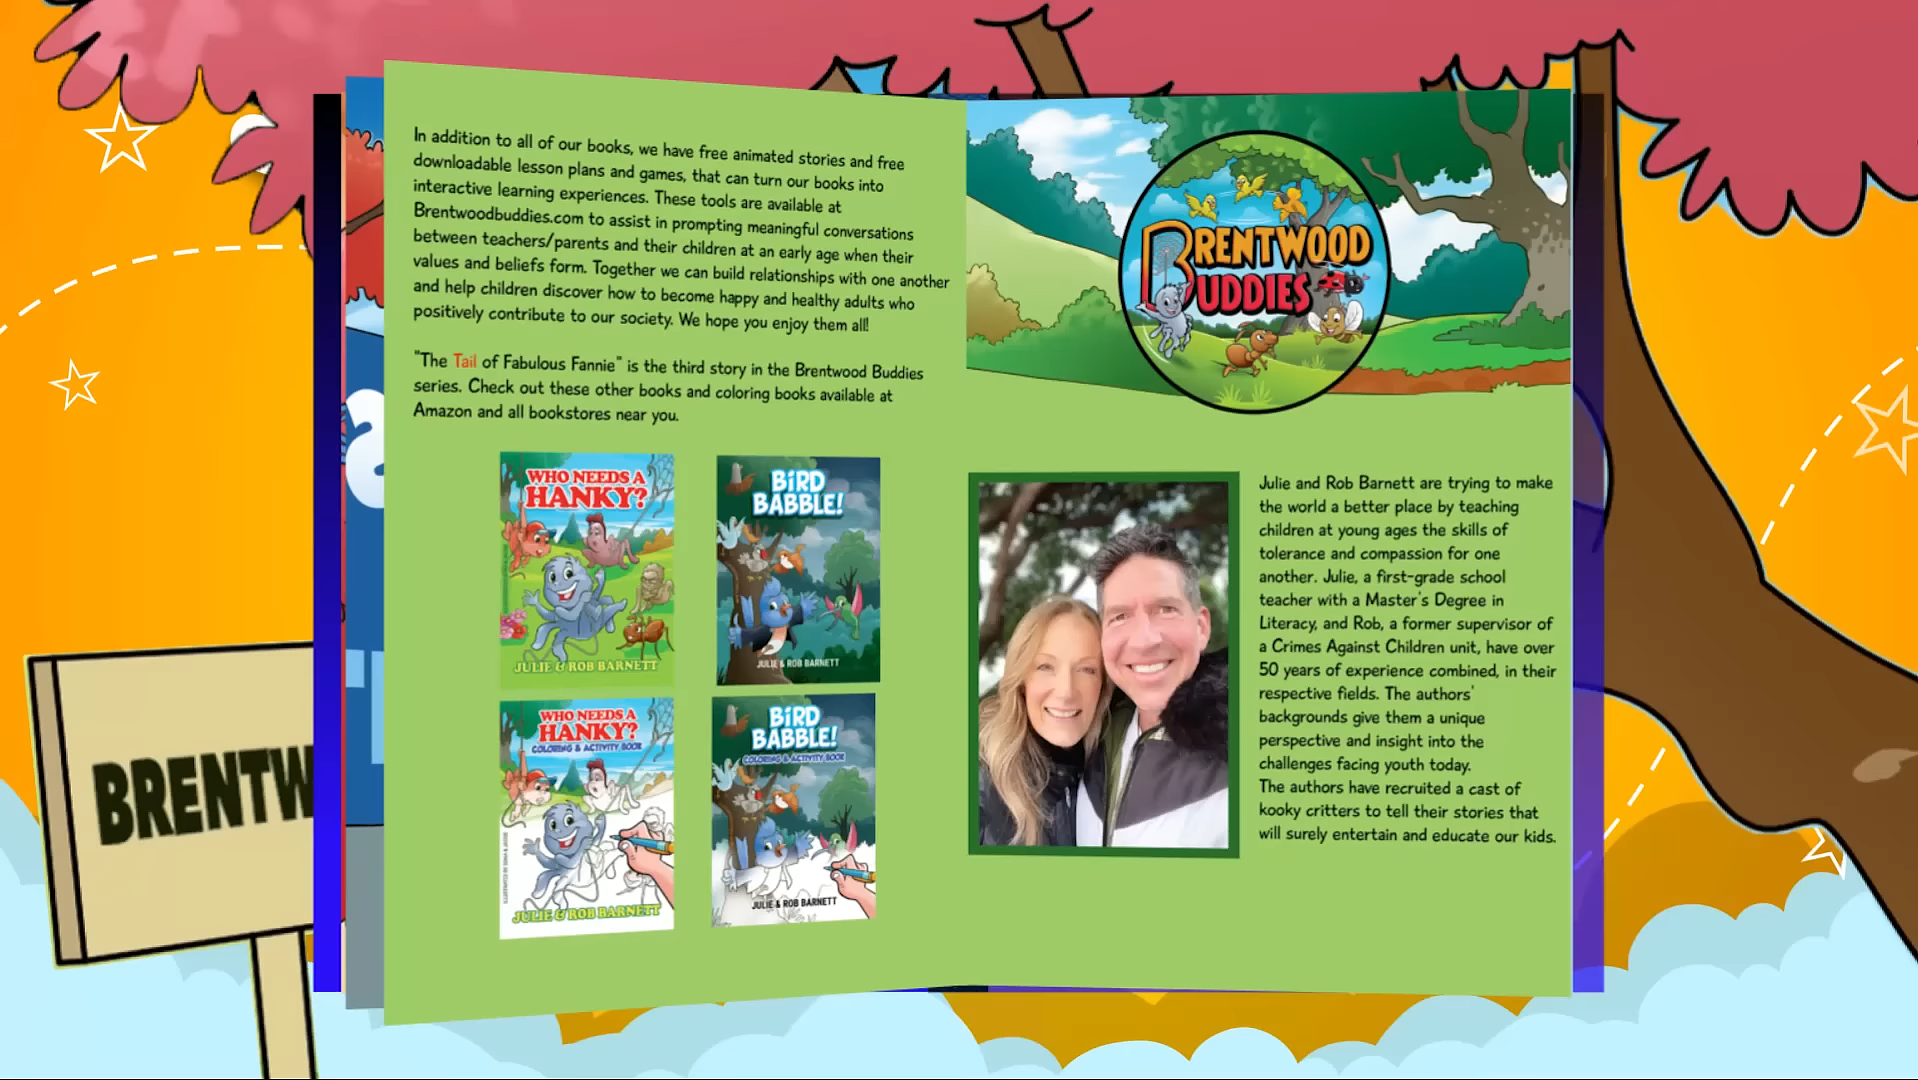 In addition to all of our books, we have free animated stories and free
downloadable lesson plans and games, that can turn our books into
interactive learning experiences. These tools are available at
Brentwoodbuddies.com to assist in prompting meaningful conversations
between teachers/parents and their children at an early age when their
values and beliefs form. Together we can build relationships with one another
and help children discover how to become happy and healthy adults who
positively contribute to our society. We hope you enjoy them all!
"The Tail of Fabulous Fannie" is the third story in the Brentwood Buddies
series. Check out these other books and coloring books available at
Amazon and all bookstores near you.
WHO NEEDS A
HANKY?
JULIE & ROB BARNETT
BIRD
BABBLE!
JULIE & ROB BARNETT
WHO NEEDS A
HANKY?
COLORING & ACTIVITY BOOK
JULIE & ROB BARNETT
BIRD
BABBLE!
COLORING & ACTIVITY BOOK
JULIE & ROB BARNETT
BRENTWOOD
BUDDIES
Julie and Rob Barnett are trying to make
the world a better place by teaching
children at young ages the skills of
tolerance and compassion for one
another. Julie, a first-grade school
teacher with a Master's Degree in
Literacy, and Rob, a former supervisor of
a Crimes Against Children unit, have over
50 years of experience combined, in their
respective fields. The authors'
backgrounds give them a unique
perspective and insight into the
challenges facing youth today.
The authors have recruited a cast of
kooky critters to tell their stories that
will surely entertain and educate our kids.
BRENTW